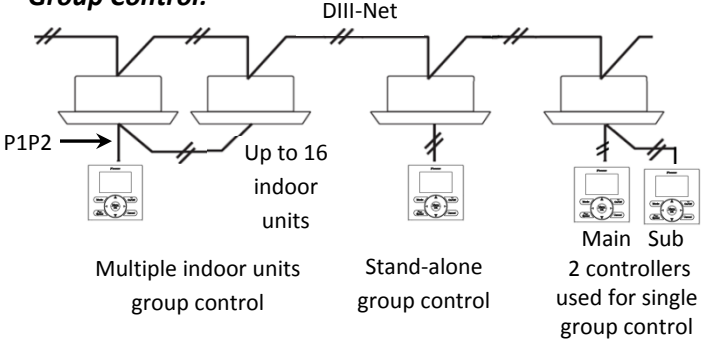 Group Control:
DIII-Net
P1P2
Up to 16
indoor
units
Multiple indoor units
group control
Stand-alone
group control
Main Sub
2 controllers
used for single
group control